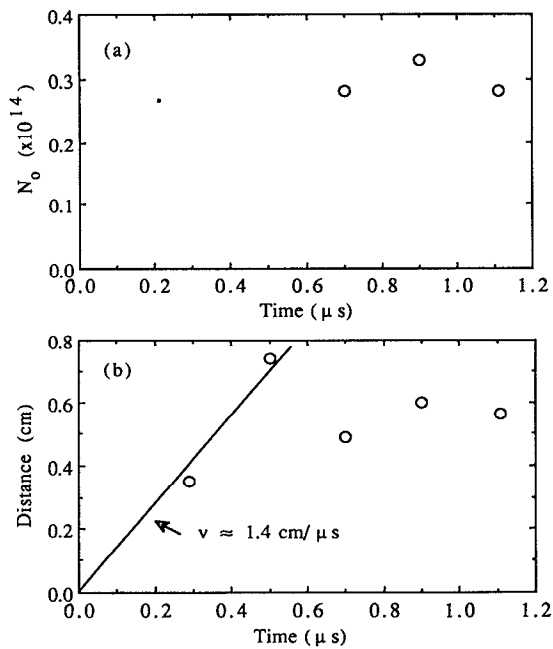 0.4
(a)
0.3
0.2
0.1
0.0
N_o (x10^14)
0.0 0.2 0.4 0.6 0.8 1.0 1.2
Time (μ s)
0.8
(b)
0.6
0.4
0.2
0.0
Distance (cm)
v ≈ 1.4 cm/ μ s
0.0 0.2 0.4 0.6 0.8 1.0 1.2
Time (μ s)